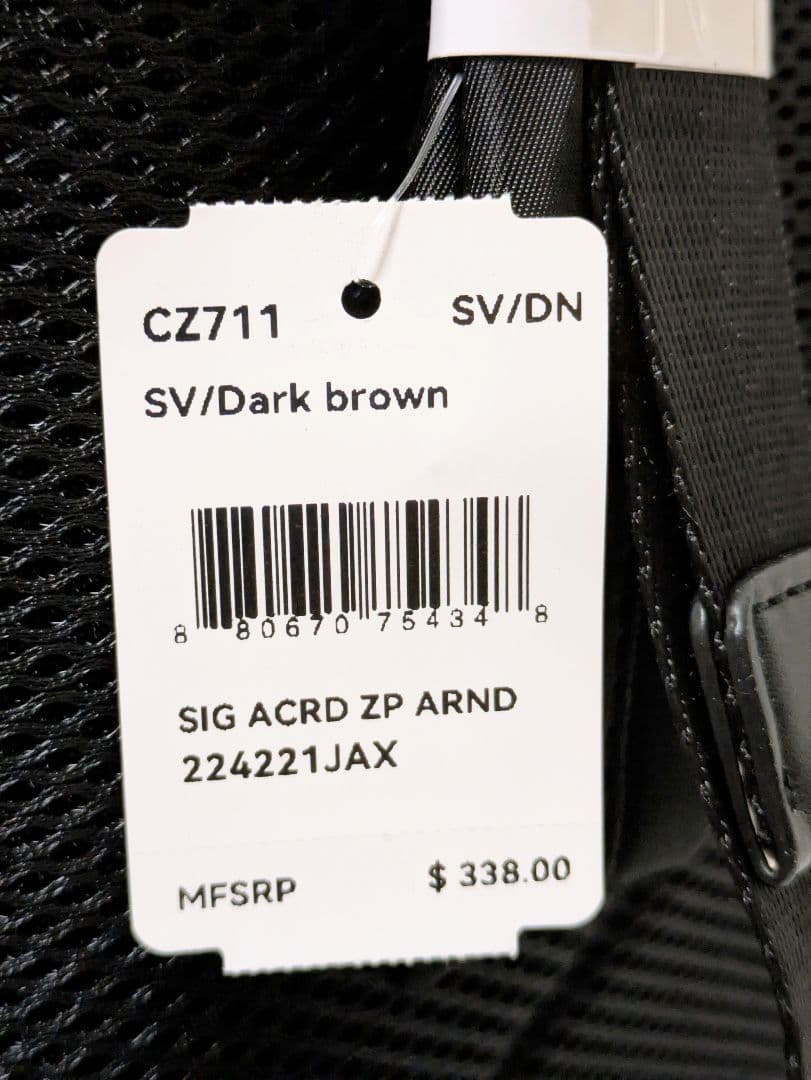 CZ711 SV/DN
SV/Dark brown
8 80670 75434 8
SIG ACRD ZP ARND
224221JAX
MFSRP $ 338.00